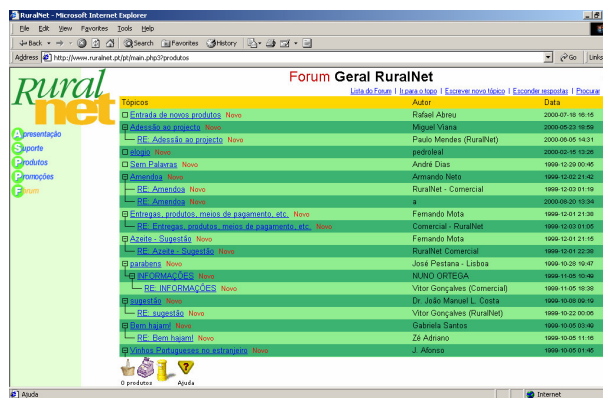 RuralNet - Microsoft Internet Explorer
File Edit View Favorites Tools Help
Back Search Favorites History
Address http://www.ruralnet.pt/pt/main.php3?produtos Go Links
Rural net
Forum Geral RuralNet
Lista do Forum | Ir para o topo | Escrever novo tópico | Esconder respostas | Procurar
Tópicos Autor Data
Entrada de novos produtos Novo Rafael Abreu 2000-07-18 16:15
Adessão ao projecto Novo Miguel Viana 2000-05-23 18:59
RE: Adessão ao projecto Novo Paulo Mendes (RuralNet) 2000-06-05 14:31
elogio Novo pedroleal 2000-02-15 13:26
Sem Palavras Novo André Dias 1999-12-29 00:45
Amendoa Novo Armando Neto 1999-12-02 21:42
RE: Amendoa Novo RuralNet - Comercial 1999-12-03 01:19
RE: Amendoa Novo a 2000-08-20 13:34
Entregas, produtos, meios de pagamento, etc. Novo Fernando Mota 1999-12-01 21:38
RE: Entregas, produtos, meios de pagamento, etc. Novo Comercial - RuralNet 1999-12-03 01:05
Azeite - Sugestão Novo Fernando Mota 1999-12-01 21:15
RE: Azeite - Sugestão Novo RuralNet Comercial 1999-12-01 22:38
parabens Novo José Pestana - Lisboa 1999-10-28 19:47
INFORMAÇÕES Novo NUNO ORTEGA 1999-11-05 10:49
RE: INFORMAÇÕES Novo Vitor Gonçalves (Comercial) 1999-11-05 18:38
sugestão Novo Dr. João Manuel L. Costa 1999-10-08 09:19
RE: sugestão Novo Vitor Gonçalves (RuralNet) 1999-10-22 00:06
Bem hajam! Novo Gabriela Santos 1999-10-05 03:49
RE: Bem hajam! Novo Zé Adriano 1999-10-05 11:16
Vinhos Portugueses no estrangeiro Novo J. Afonso 1999-10-05 01:45
Apresentação
Suporte
Produtos
Promoções
Forum
0 produtos Ajuda
Ajuda Internet